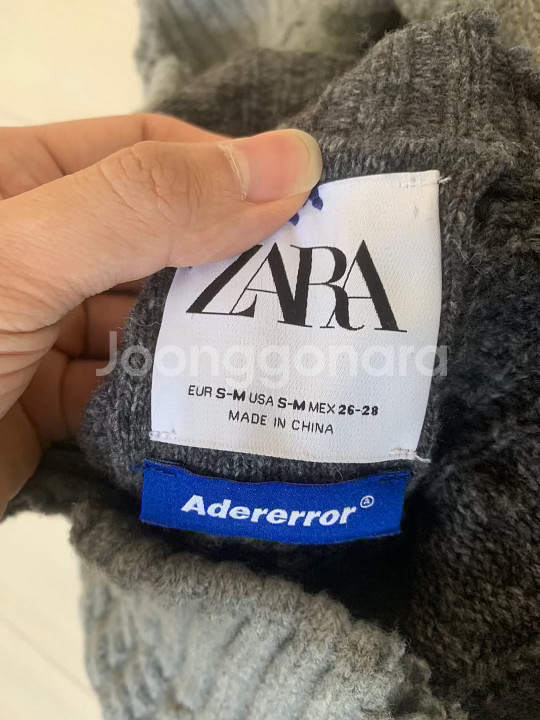 ZARA
Joonggonara
EUR S-M USA S-M MEX 26-28
MADE IN CHINA
Adererror Ⓐ